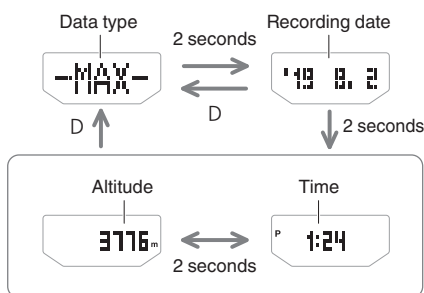 Data type
Recording date
2 seconds
-MAX-
'19 8. 2
D
D
2 seconds
Altitude
Time
3776m
P 1:24
2 seconds